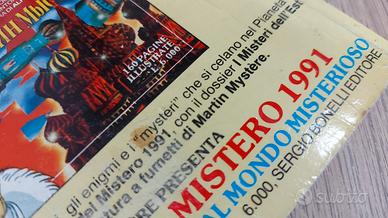 160 PAGINE
ILLUSTRATE
L. 6.000
gli enigmi e i "misteri" che si celano nel Pianeta
del Mistero 1991, con il dossier I Misteri dell'Est
tura a fumetti di Martin Mystère.
ORE PRESENTA
MISTERO 1991
AL MONDO MISTERIOSO
6.000, SERGIO BONELLI EDITORE
subito